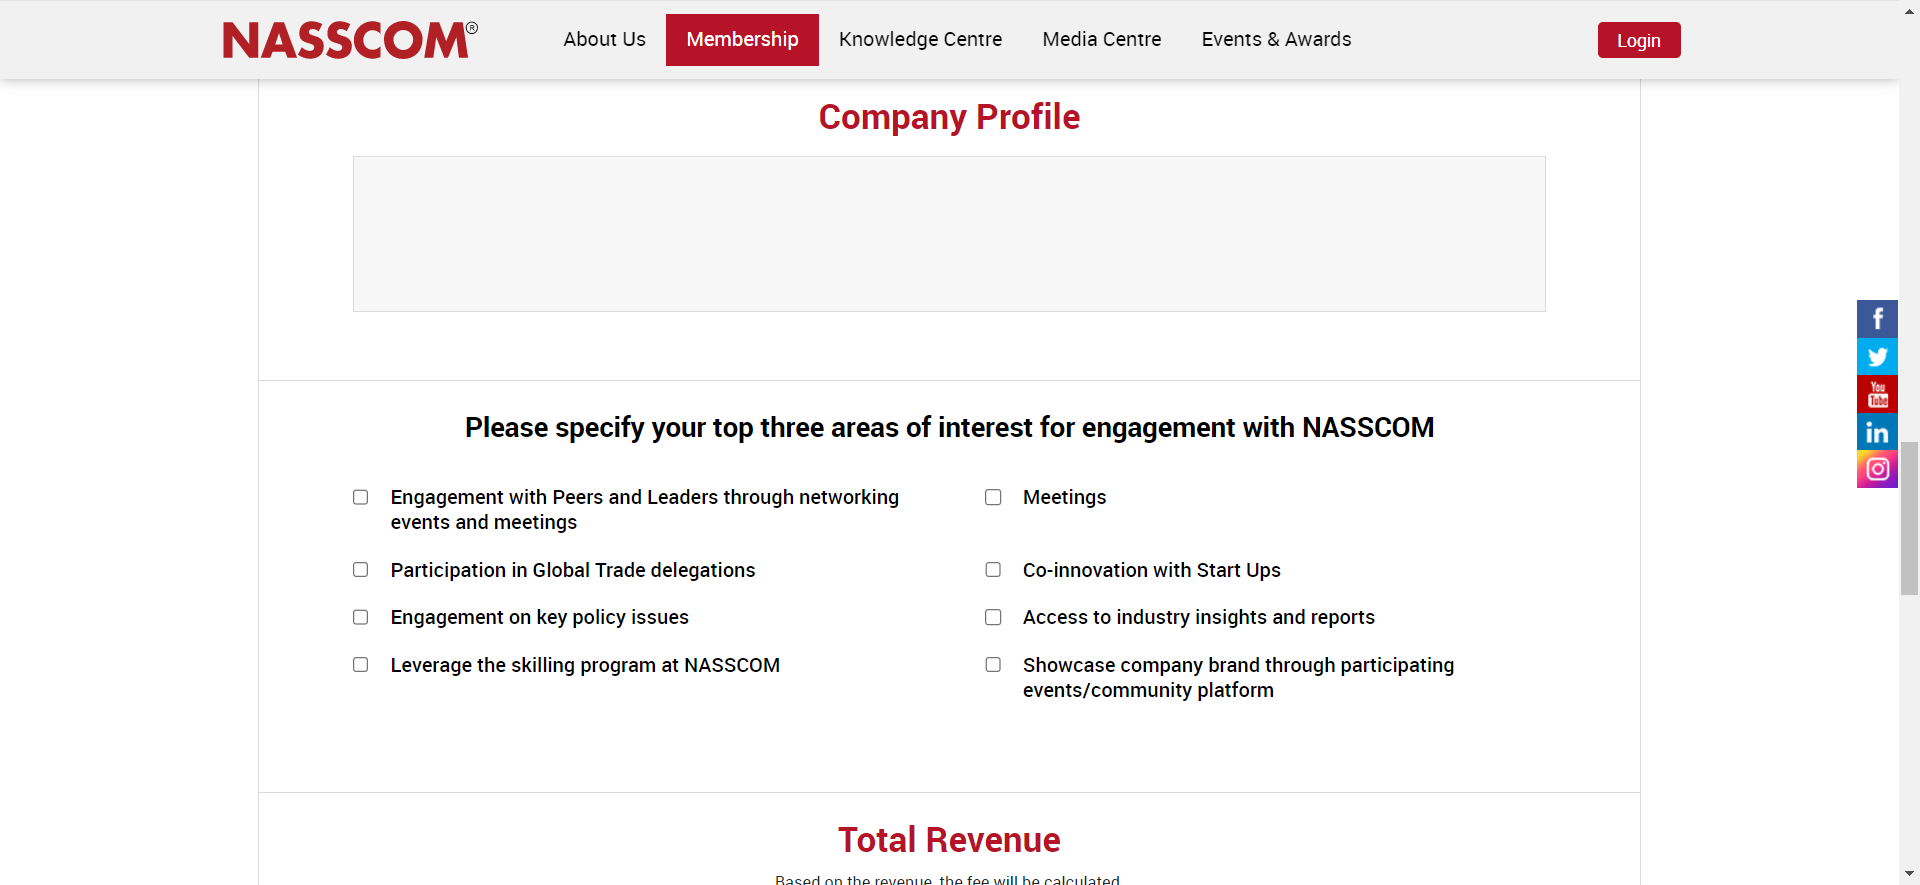 NASSCOM®
About Us
Membership
Knowledge Centre
Media Centre
Events & Awards
Login
Company Profile
You
Tube
in
Please specify your top three areas of interest for engagement with NASSCOM
Engagement with Peers and Leaders through networking
events and meetings
Meetings
Participation in Global Trade delegations
Co-innovation with Start Ups
Engagement on key policy issues
Access to industry insights and reports
Leverage the skilling program at NASSCOM
Showcase company brand through participating
events/community platform
Total Revenue
Based on the revenue, the fee will be calculated